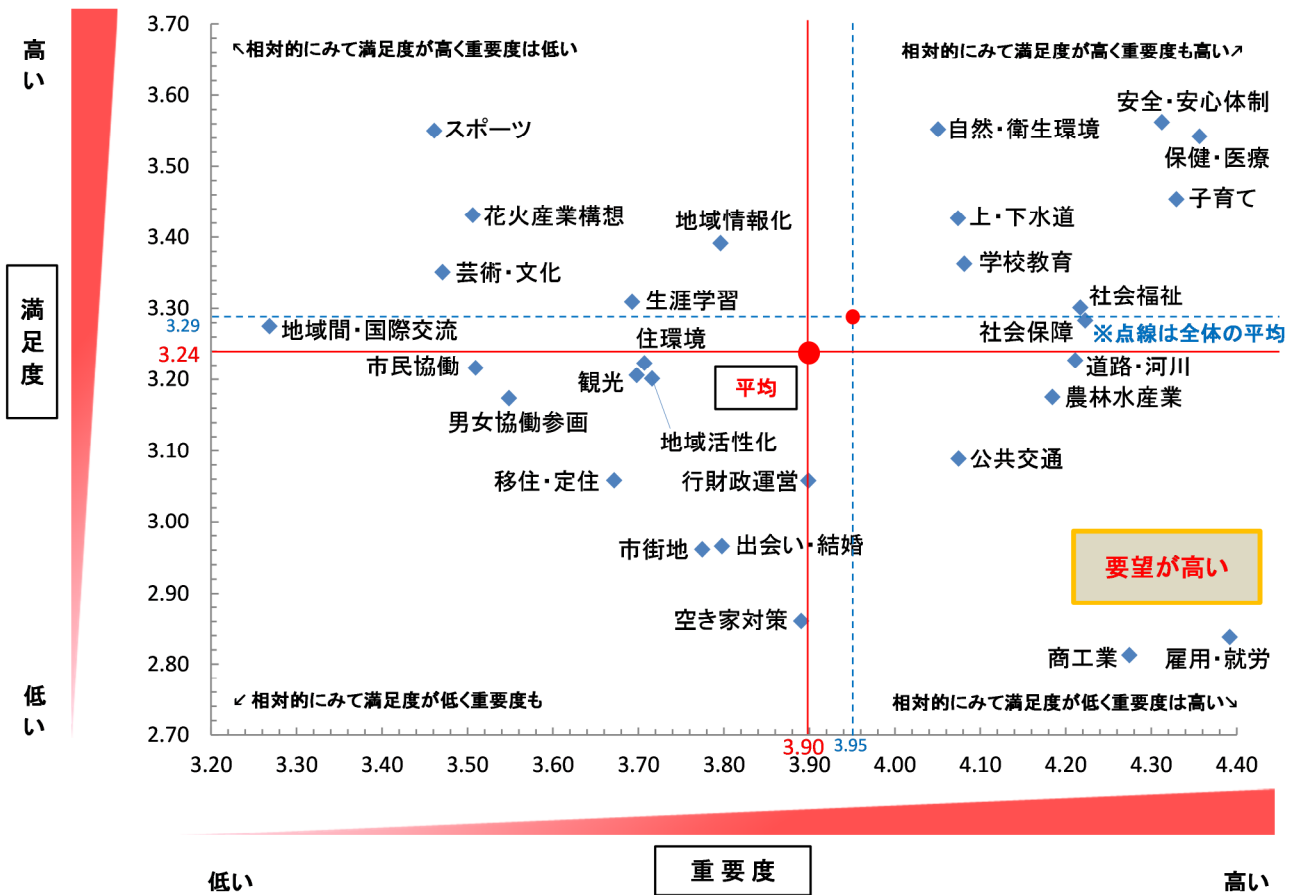 高い
満足度
低い
3.70
3.60
3.50
3.40
3.30
3.29
3.24
3.20
3.10
3.00
2.90
2.80
2.70
↖相対的にみて満足度が高く重要度は低い
相対的にみて満足度が高く重要度も高い↗
安全・安心体制
スポーツ
自然・衛生環境
保健・医療
子育て
花火産業構想
地域情報化
上・下水道
芸術・文化
学校教育
生涯学習
社会福祉
地域間・国際交流
住環境
社会保障
※点線は全体の平均
市民協働
観光
平均
道路・河川
男女協働参画
地域活性化
農林水産業
移住・定住
行財政運営
公共交通
市街地
出会い・結婚
要望が高い
空き家対策
商工業
雇用・就労
↙ 相対的にみて満足度が低く重要度も
相対的にみて満足度が低く重要度は高い↘
3.90
3.95
3.20
3.30
3.40
3.50
3.60
3.70
3.80
3.90
4.00
4.10
4.20
4.30
4.40
低い
重要度
高い